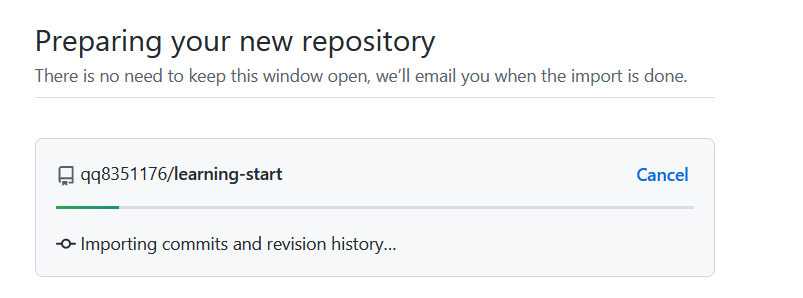 Preparing your new repository
There is no need to keep this window open, we’ll email you when the import is done.
qq8351176/learning-start Cancel
Importing commits and revision history...